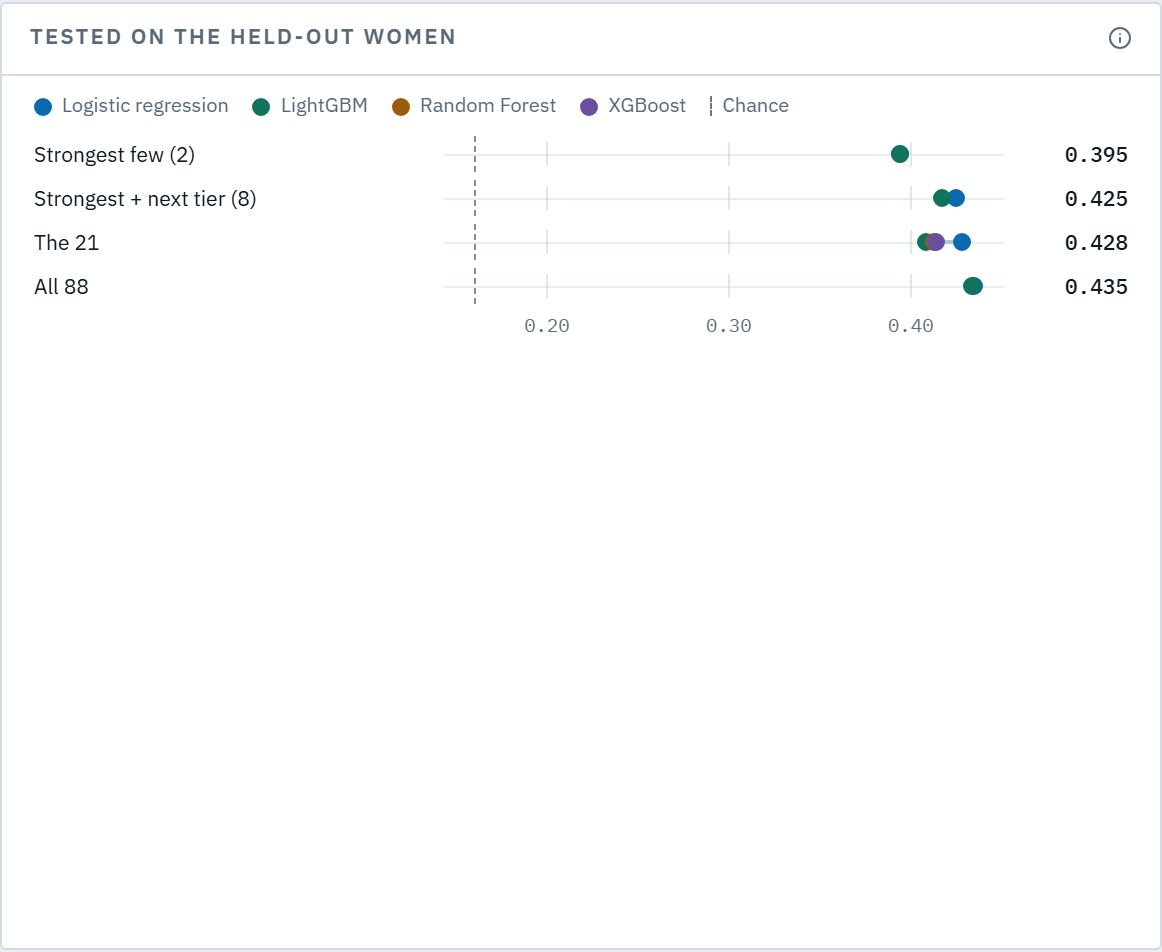 TESTED ON THE HELD-OUT WOMEN
Logistic regression LightGBM Random Forest XGBoost Chance
Strongest few (2) 0.395
Strongest + next tier (8) 0.425
The 21 0.428
All 88 0.435
0.20 0.30 0.40